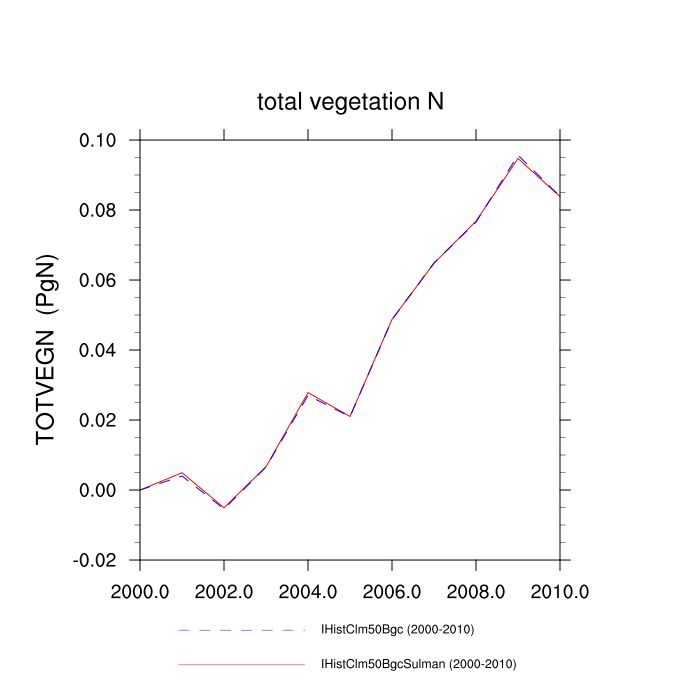 total vegetation N
TOTVEGN (PgN)
0.10
0.08
0.06
0.04
0.02
0.00
-0.02
2000.0 2002.0 2004.0 2006.0 2008.0 2010.0
IHistClm50Bgc (2000-2010)
IHistClm50BgcSulman (2000-2010)